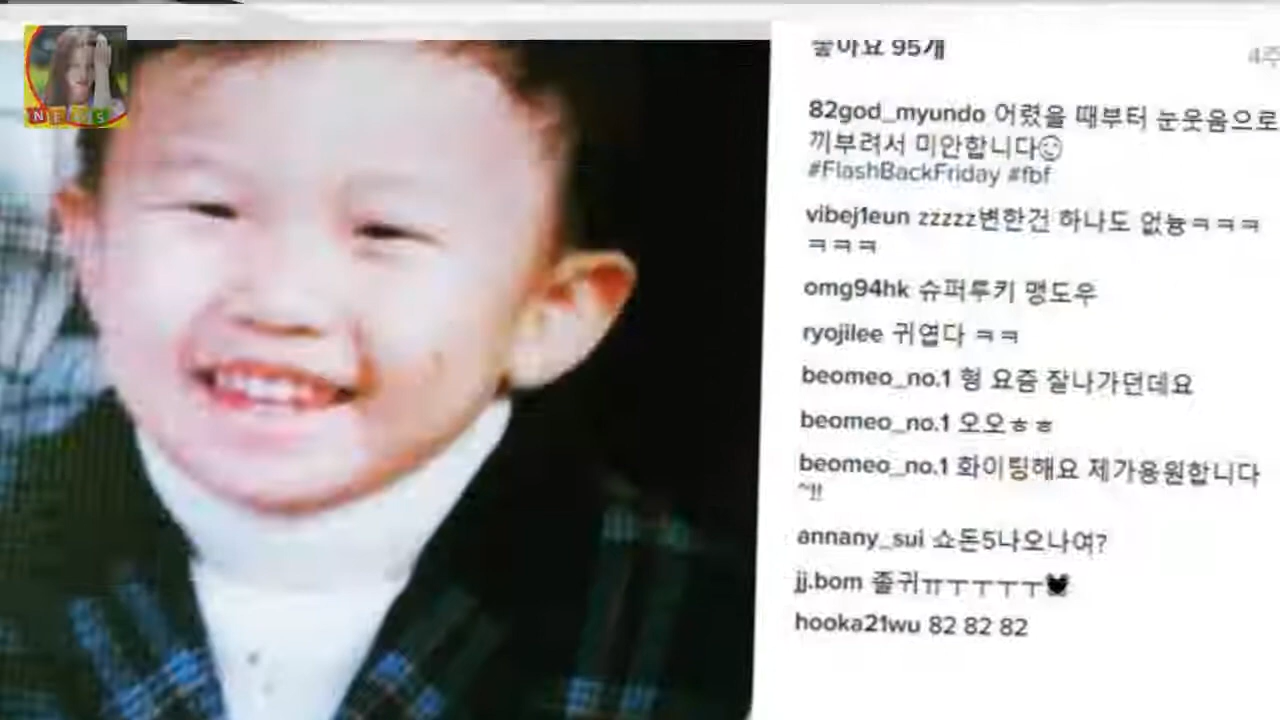 NEWS
좋아요 95개
4주
82god_myundo 어렸을 때부터 눈웃음으로
끼부려서 미안합니다
#FlashBackFriday #fbf
vibej1eun zzzzz변한건 하나도 없늉ㅋㅋㅋ
ㅋㅋㅋ
omg94hk 슈퍼루키 맹도우
ryojilee 귀엽다 ㅋㅋ
beomeo_no.1 형 요즘 잘나가던데요
beomeo_no.1 오오ㅎㅎ
beomeo_no.1 화이팅해요 제가응원합니다
^!!
annany_sui 쇼돈5나오나여?
jj.bom 졸귀ㅠㅜㅜㅜㅜㅜ
hooka21wu 82 82 82